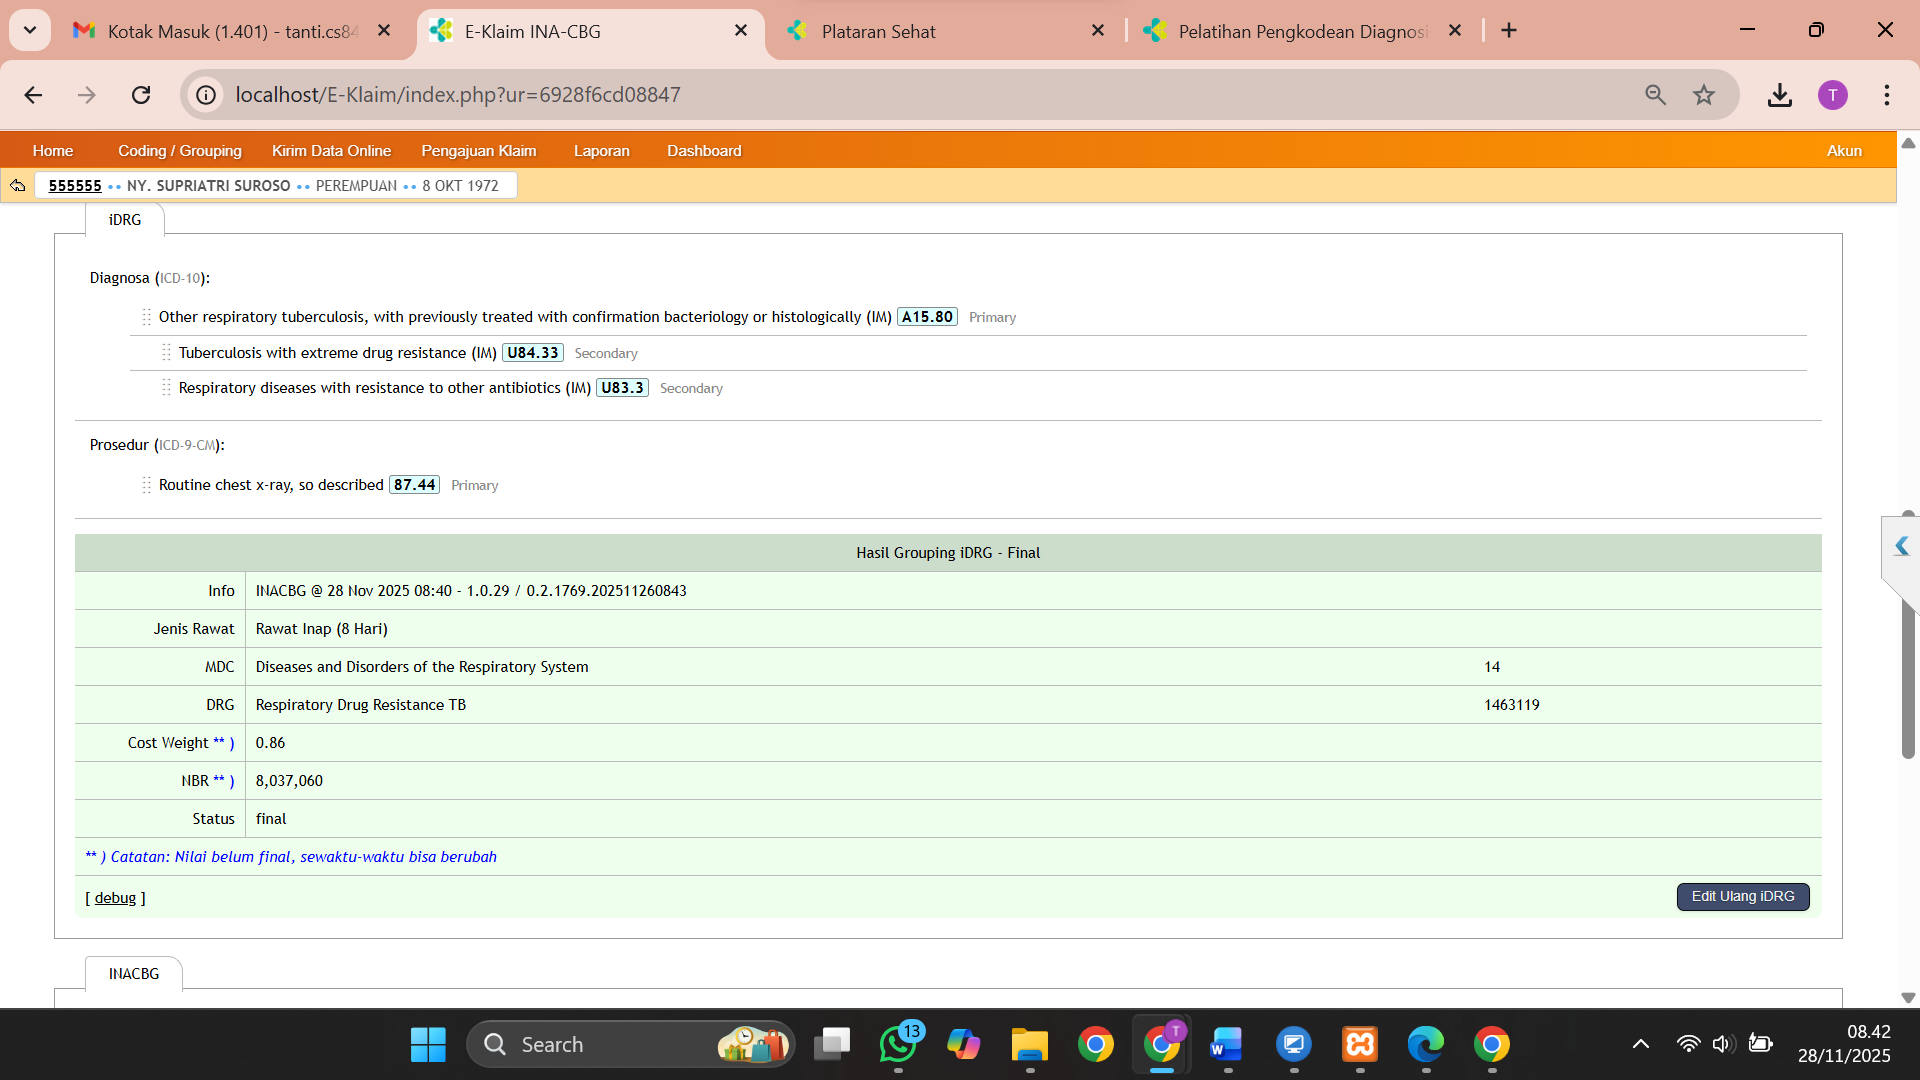 Kotak Masuk (1.401) - tanti.cs84
E-Klaim INA-CBG
Plataran Sehat
Pelatihan Pengkodean Diagnosi
localhost/E-Klaim/index.php?ur=6928f6cd08847
T
Home Coding / Grouping Kirim Data Online Pengajuan Klaim Laporan Dashboard Akun
555555 •• NY. SUPRIATRI SUROSO •• PEREMPUAN •• 8 OKT 1972
iDRG
Diagnosa (ICD-10):
Other respiratory tuberculosis, with previously treated with confirmation bacteriology or histologically (IM) A15.80 Primary
Tuberculosis with extreme drug resistance (IM) U84.33 Secondary
Respiratory diseases with resistance to other antibiotics (IM) U83.3 Secondary
Prosedur (ICD-9-CM):
Routine chest x-ray, so described 87.44 Primary
Hasil Grouping iDRG - Final
Info INACBG @ 28 Nov 2025 08:40 - 1.0.29 / 0.2.1769.202511260843
Jenis Rawat Rawat Inap (8 Hari)
MDC Diseases and Disorders of the Respiratory System 14
DRG Respiratory Drug Resistance TB 1463119
Cost Weight ** ) 0.86
NBR ** ) 8,037,060
Status final
** ) Catatan: Nilai belum final, sewaktu-waktu bisa berubah
[ debug ] Edit Ulang iDRG
INACBG
Search
13
T
W
08.42
28/11/2025